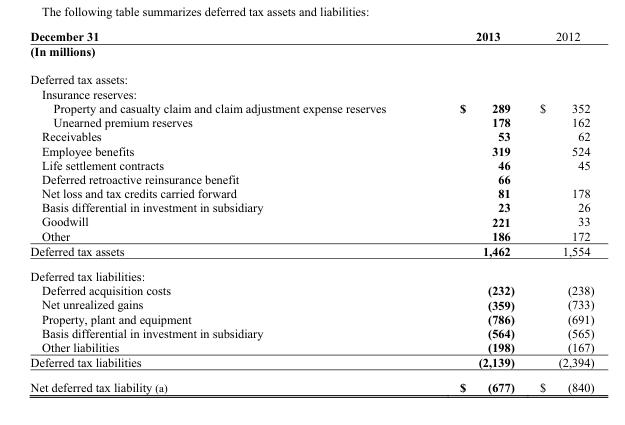 The following table summarizes deferred tax assets and liabilities:
December 31 2013 2012
(In millions)
Deferred tax assets:
Insurance reserves:
Property and casualty claim and claim adjustment expense reserves $ 289 $ 352
Unearned premium reserves 178 162
Receivables 53 62
Employee benefits 319 524
Life settlement contracts 46 45
Deferred retroactive reinsurance benefit 66
Net loss and tax credits carried forward 81 178
Basis differential in investment in subsidiary 23 26
Goodwill 221 33
Other 186 172
Deferred tax assets 1,462 1,554
Deferred tax liabilities:
Deferred acquisition costs (232) (238)
Net unrealized gains (359) (733)
Property, plant and equipment (786) (691)
Basis differential in investment in subsidiary (564) (565)
Other liabilities (198) (167)
Deferred tax liabilities (2,139) (2,394)
Net deferred tax liability (a) $ (677) $ (840)